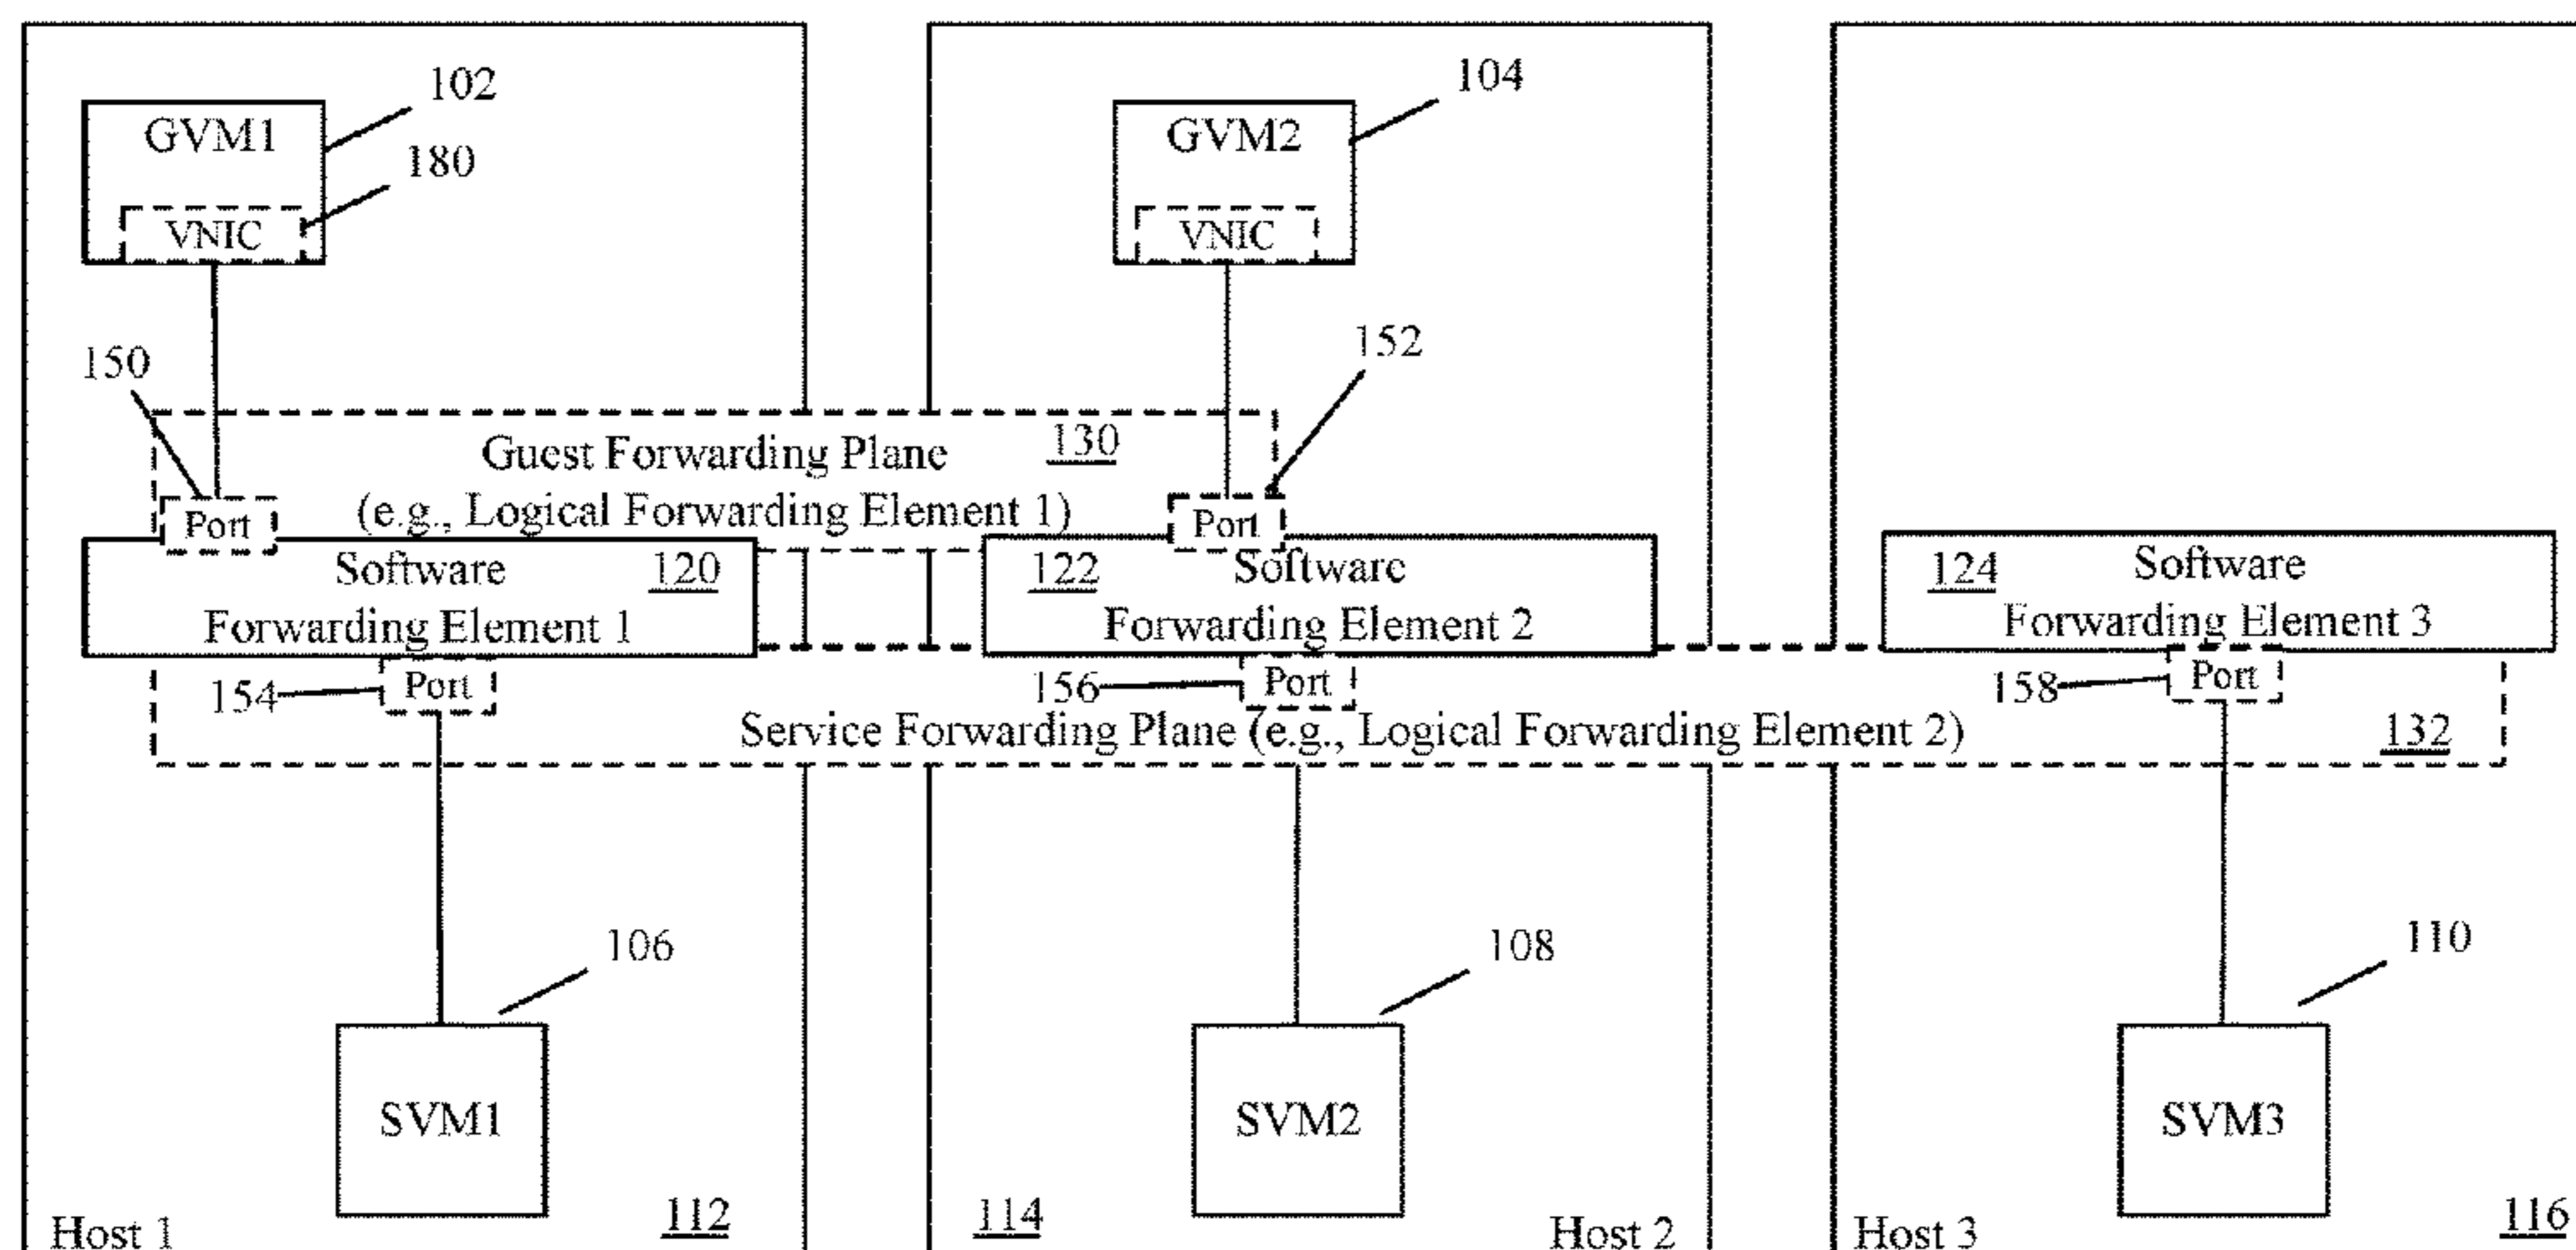 102
GVM1
180
VNIC
104
GVM2
VNIC
150
152
Guest Forwarding Plane 130
(e.g., Logical Forwarding Element 1)
Port
Port
Software 120
Forwarding Element 1
122 Software
Forwarding Element 2
124 Software
Forwarding Element 3
154 Port
156 Port
158 Port
Service Forwarding Plane (e.g., Logical Forwarding Element 2) 132
106
108
110
SVM1
SVM2
SVM3
Host 1 112
114 Host 2
Host 3 116